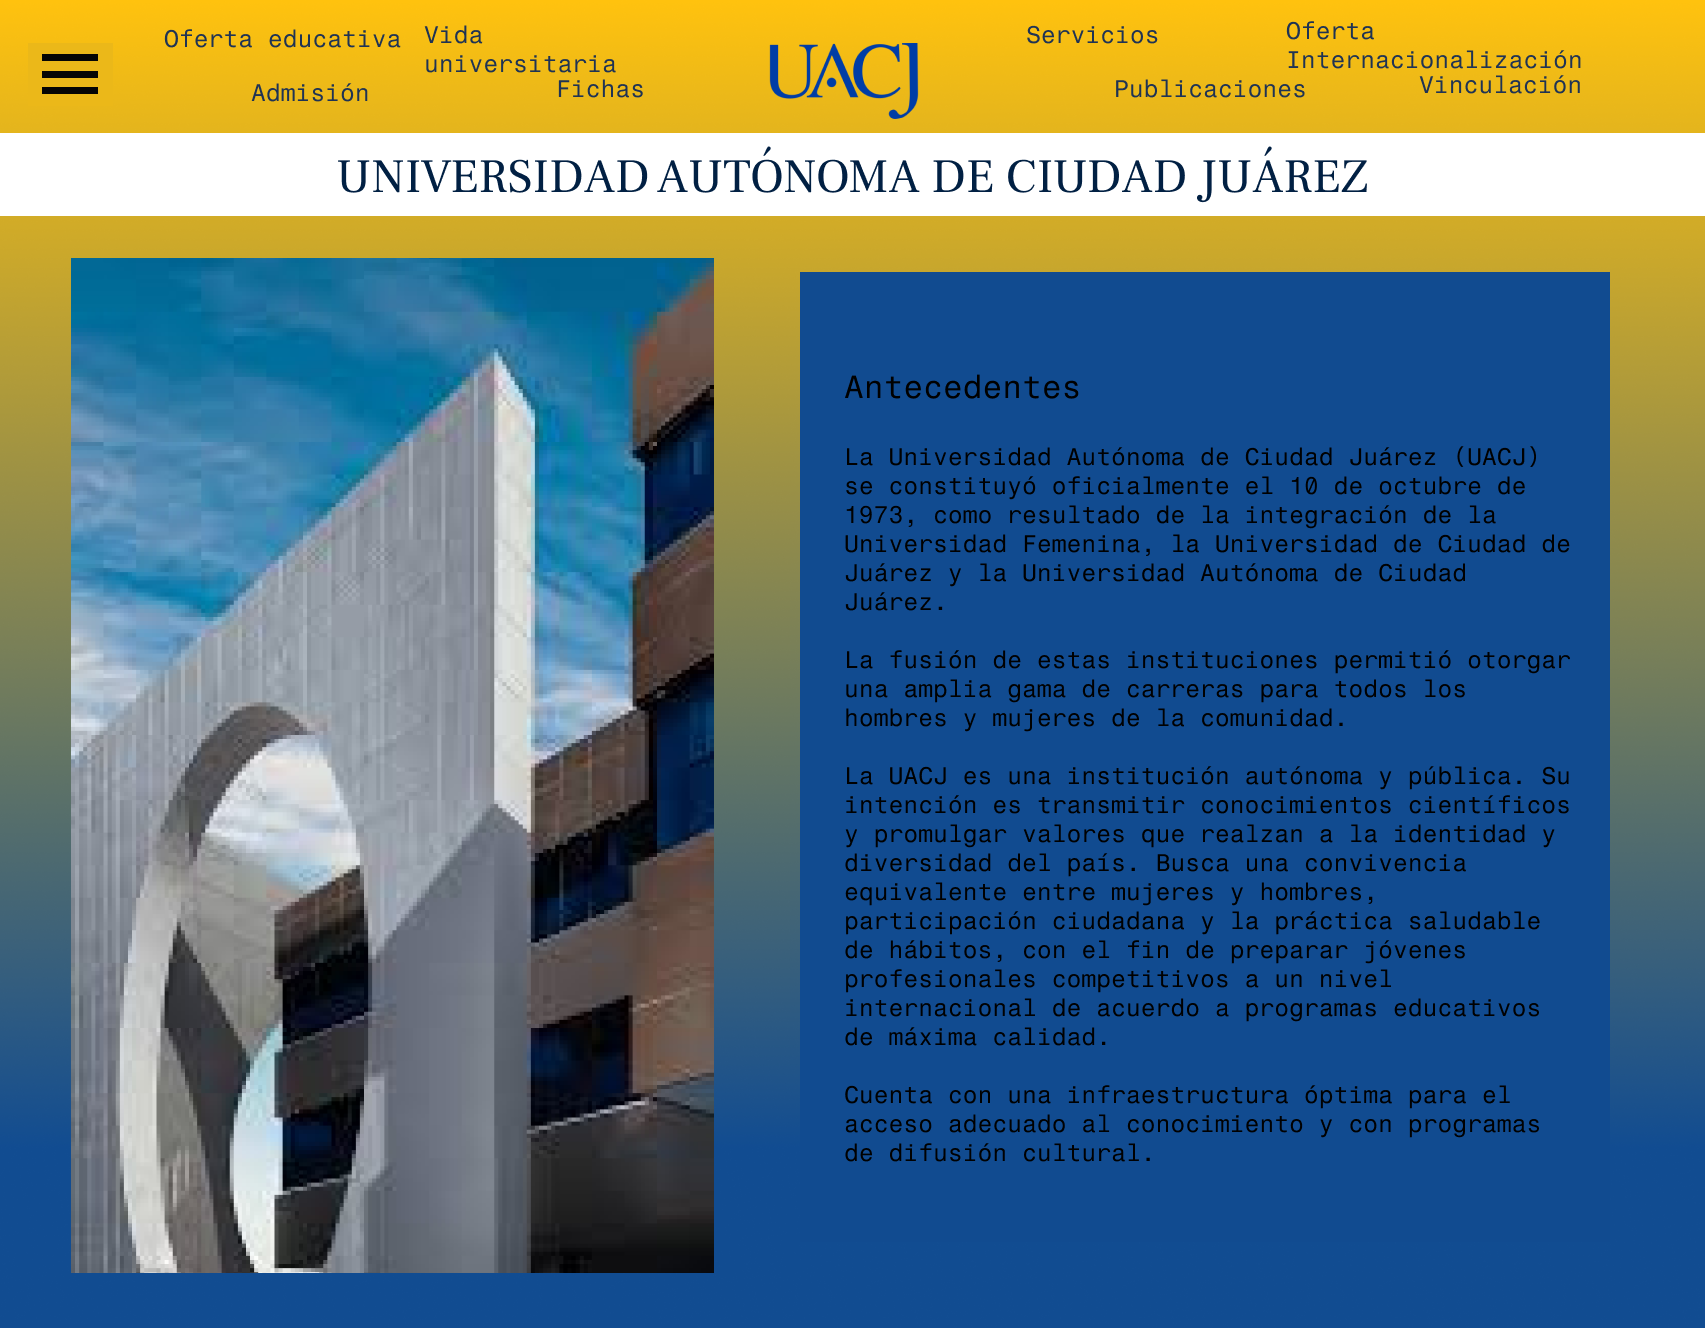 Oferta educativa
Admisión
Vida
universitaria
Fichas
UACJ
Servicios
Publicaciones
Oferta
Internacionalización
Vinculación
UNIVERSIDAD AUTÓNOMA DE CIUDAD JUÁREZ
Antecedentes
La Universidad Autónoma de Ciudad Juárez (UACJ)
se constituyó oficialmente el 10 de octubre de
1973, como resultado de la integración de la
Universidad Femenina, la Universidad de Ciudad de
Juárez y la Universidad Autónoma de Ciudad
Juárez.
La fusión de estas instituciones permitió otorgar
una amplia gama de carreras para todos los
hombres y mujeres de la comunidad.
La UACJ es una institución autónoma y pública. Su
intención es transmitir conocimientos científicos
y promulgar valores que realzan a la identidad y
diversidad del país. Busca una convivencia
equivalente entre mujeres y hombres,
participación ciudadana y la práctica saludable
de hábitos, con el fin de preparar jóvenes
profesionales competitivos a un nivel
internacional de acuerdo a programas educativos
de máxima calidad.
Cuenta con una infraestructura óptima para el
acceso adecuado al conocimiento y con programas
de difusión cultural.